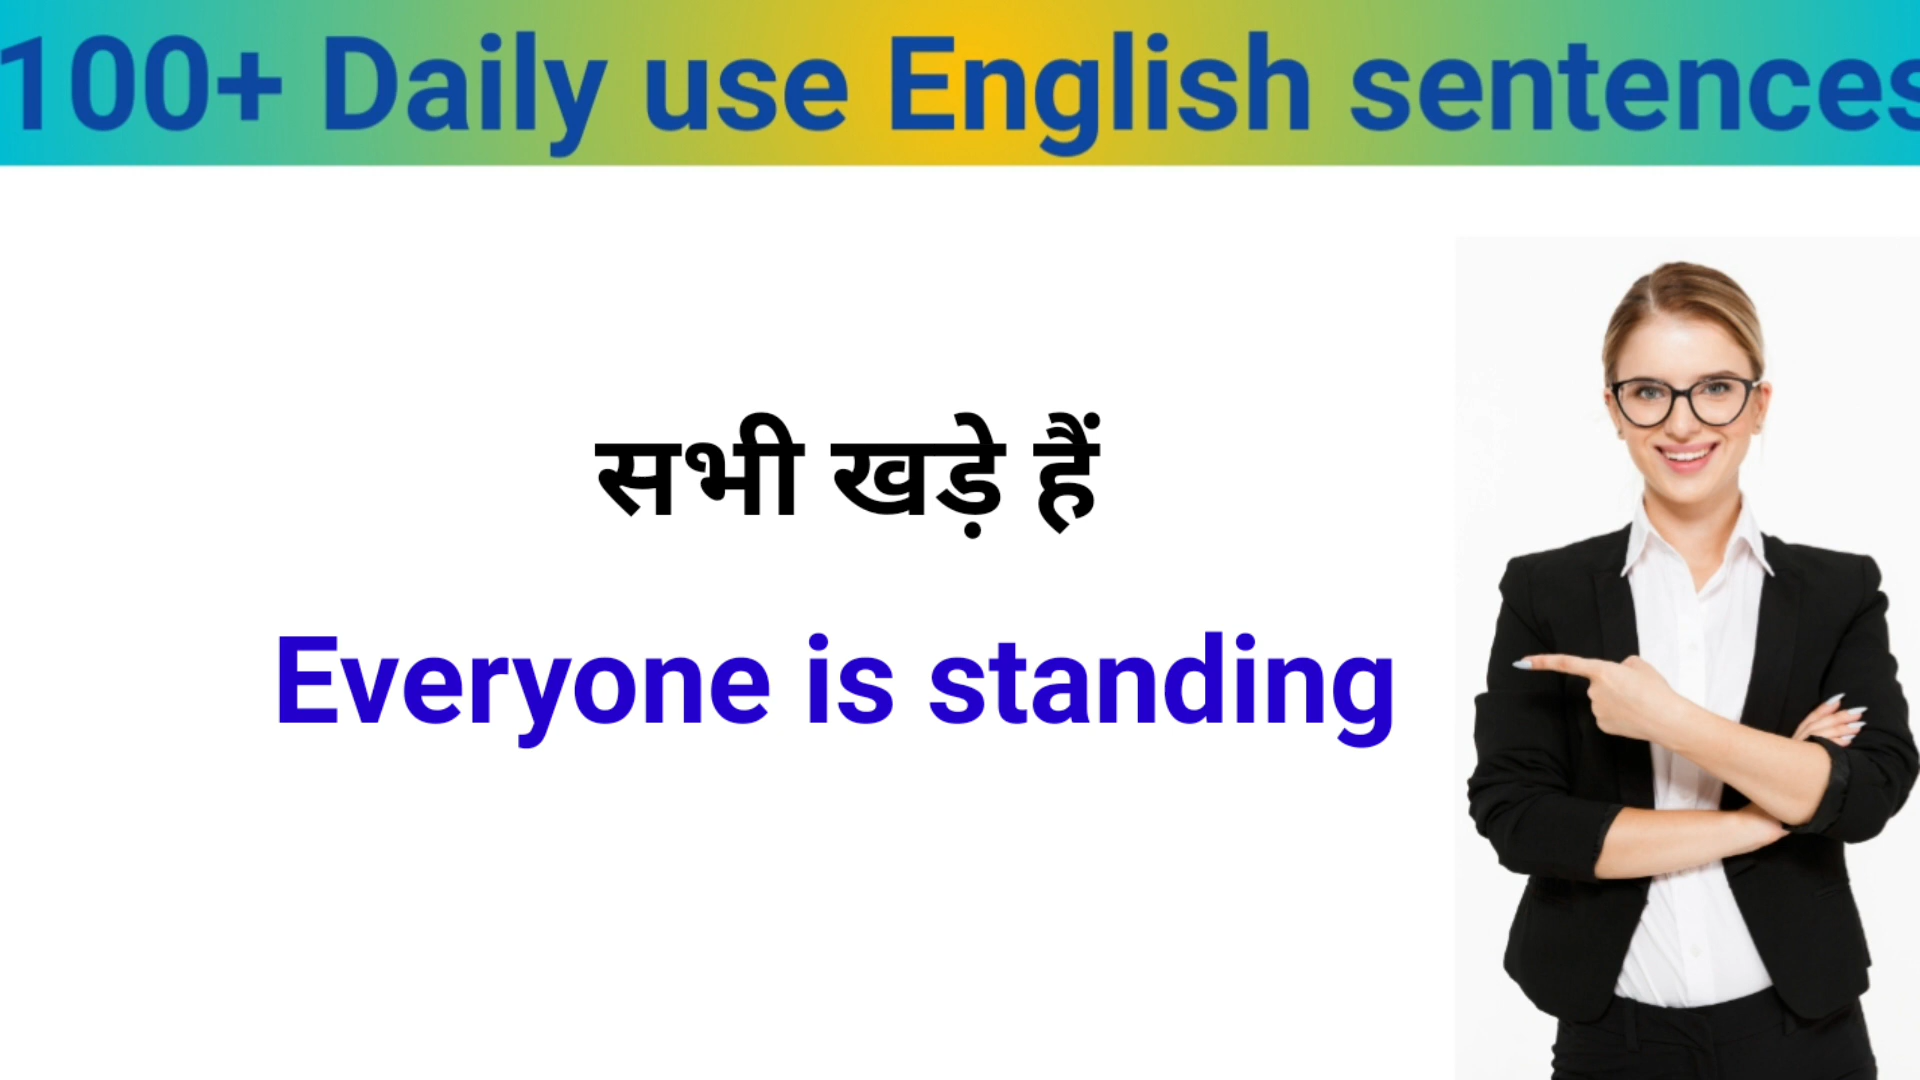 100+ Daily use English sentences
सभी खड़े हैं
Everyone is standing